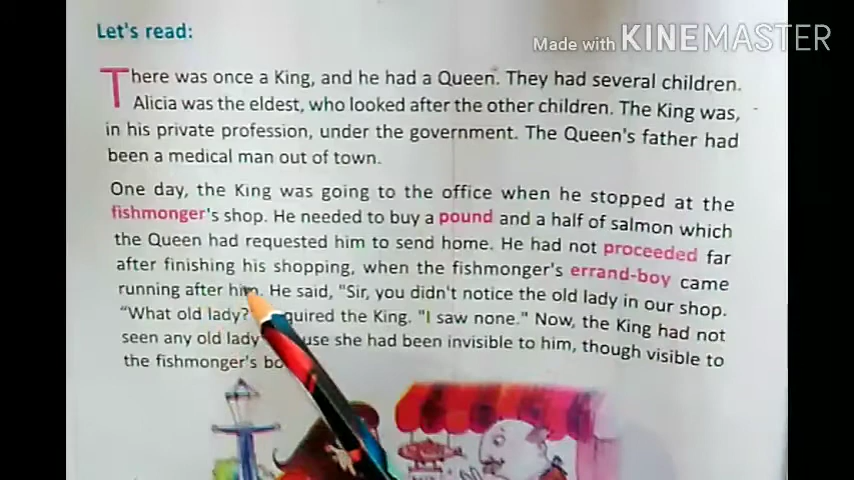 Let's read:
Made with KINEMASTER
There was once a King, and he had a Queen. They had several children.
Alicia was the eldest, who looked after the other children. The King was,
in his private profession, under the government. The Queen's father had
been a medical man out of town.
One day, the King was going to the office when he stopped at the
fishmonger's shop. He needed to buy a pound and a half of salmon which
the Queen had requested him to send home. He had not proceeded far
after finishing his shopping, when the fishmonger's errand-boy came
running after him. He said, "Sir, you didn't notice the old lady in our shop.
"What old lady? quired the King. "I saw none." Now, the King had not
seen any old lady use she had been invisible to him, though visible to
the fishmonger's bo